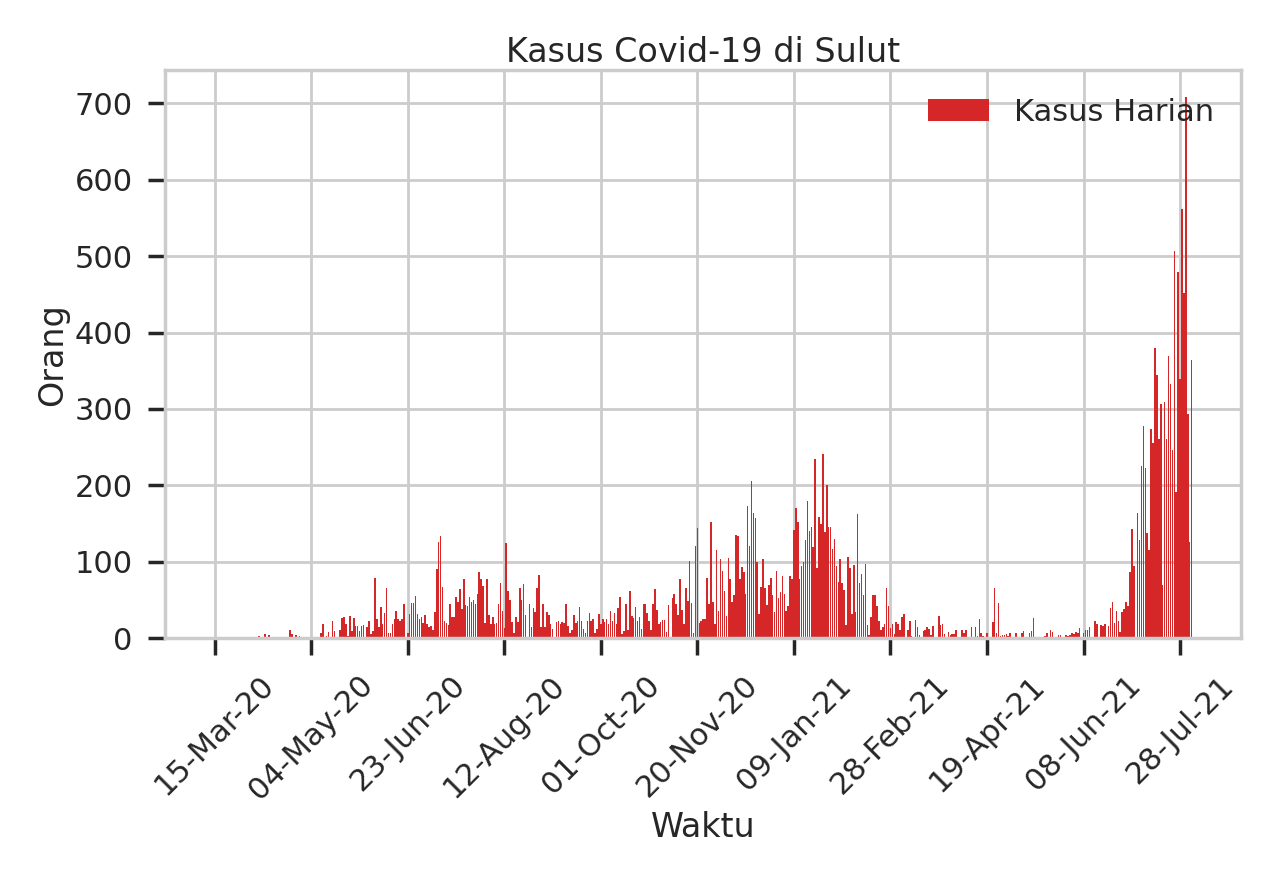 Kasus Covid-19 di Sulut
Kasus Harian
700
600
500
400
300
200
100
0
Orang
15-Mar-20
04-May-20
23-Jun-20
12-Aug-20
01-Oct-20
20-Nov-20
09-Jan-21
28-Feb-21
19-Apr-21
08-Jun-21
28-Jul-21
Waktu